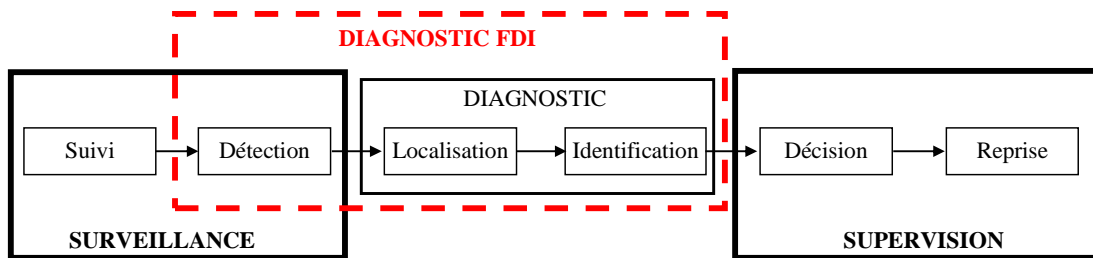 DIAGNOSTIC FDI
DIAGNOSTIC
Suivi
Détection
Localisation
Identification
Décision
Reprise
SURVEILLANCE
SUPERVISION